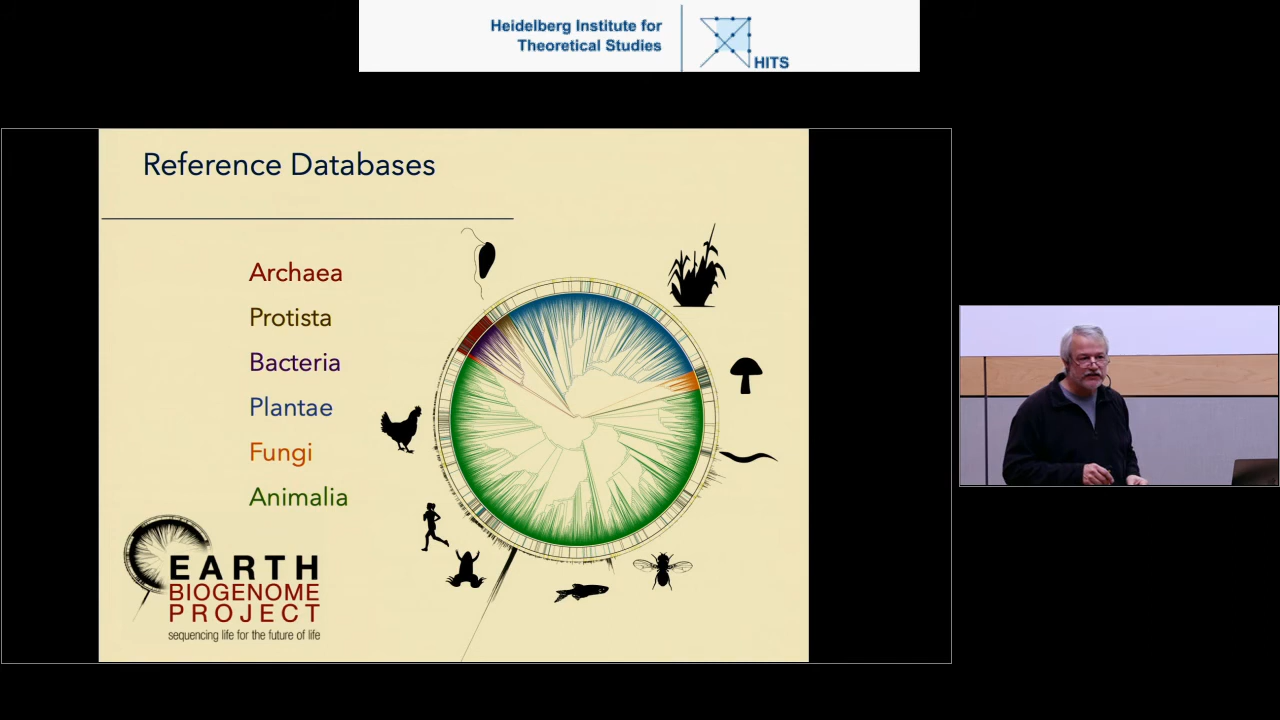 Heidelberg Institute for
Theoretical Studies
HITS
Reference Databases
Archaea
Protista
Bacteria
Plantae
Fungi
Animalia
EARTH
BIOGENOME
PROJECT
sequencing life for the future of life